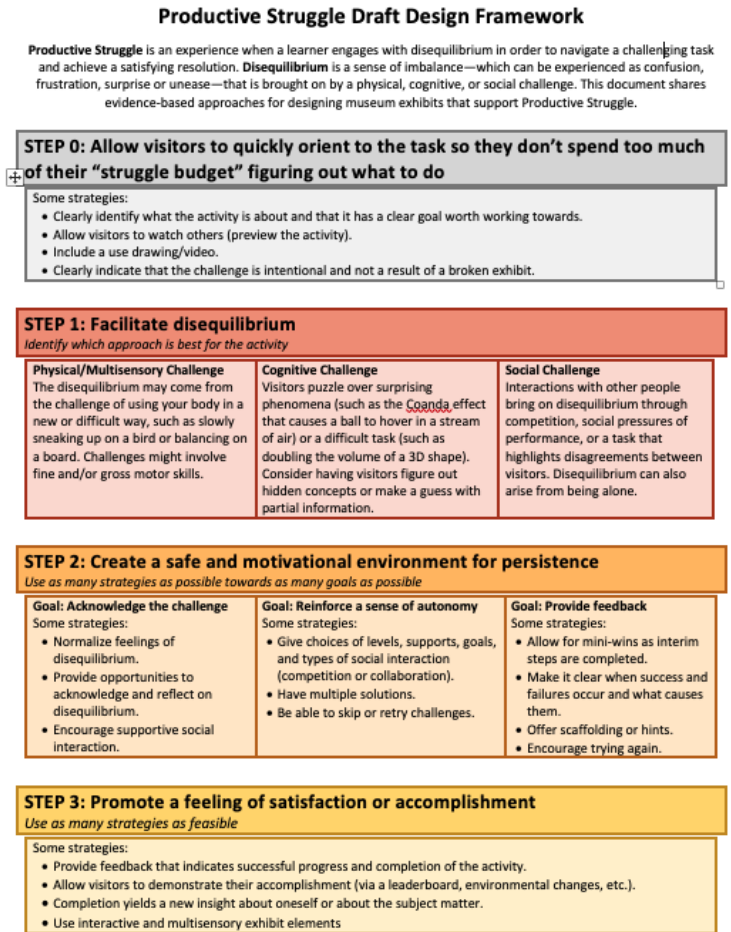 Productive Struggle Draft Design Framework
Productive Struggle is an experience when a learner engages with disequilibrium in order to navigate a challenging task
and achieve a satisfying resolution. Disequilibrium is a sense of imbalance—which can be experienced as confusion,
frustration, surprise or unease—that is brought on by a physical, cognitive, or social challenge. This document shares
evidence-based approaches for designing museum exhibits that support Productive Struggle.
STEP 0: Allow visitors to quickly orient to the task so they don’t spend too much
of their “struggle budget” figuring out what to do
Some strategies:
• Clearly identify what the activity is about and that it has a clear goal worth working towards.
• Allow visitors to watch others (preview the activity).
• Include a use drawing/video.
• Clearly indicate that the challenge is intentional and not a result of a broken exhibit.
STEP 1: Facilitate disequilibrium
Identify which approach is best for the activity
Physical/Multisensory Challenge
The disequilibrium may come from
the challenge of using your body in a
new or difficult way, such as slowly
sneaking up on a bird or balancing on
a board. Challenges might involve
fine and/or gross motor skills.
Cognitive Challenge
Visitors puzzle over surprising
phenomena (such as the Coanda effect
that causes a ball to hover in a stream
of air) or a difficult task (such as
doubling the volume of a 3D shape).
Consider having visitors figure out
hidden concepts or make a guess with
partial information.
Social Challenge
Interactions with other people
bring on disequilibrium through
competition, social pressures of
performance, or a task that
highlights disagreements between
visitors. Disequilibrium can also
arise from being alone.
STEP 2: Create a safe and motivational environment for persistence
Use as many strategies as possible towards as many goals as possible
Goal: Acknowledge the challenge
Some strategies:
• Normalize feelings of
disequilibrium.
• Provide opportunities to
acknowledge and reflect on
disequilibrium.
• Encourage supportive social
interaction.
Goal: Reinforce a sense of autonomy
Some strategies:
• Give choices of levels, supports, goals,
and types of social interaction
(competition or collaboration).
• Have multiple solutions.
• Be able to skip or retry challenges.
Goal: Provide feedback
Some strategies:
• Allow for mini-wins as interim
steps are completed.
• Make it clear when success and
failures occur and what causes
them.
• Offer scaffolding or hints.
• Encourage trying again.
STEP 3: Promote a feeling of satisfaction or accomplishment
Use as many strategies as feasible
Some strategies:
• Provide feedback that indicates successful progress and completion of the activity.
• Allow visitors to demonstrate their accomplishment (via a leaderboard, environmental changes, etc.).
• Completion yields a new insight about oneself or about the subject matter.
• Use interactive and multisensory exhibit elements